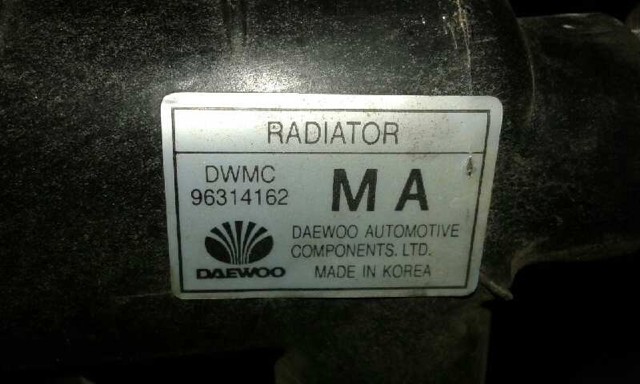 RADIATOR
DWMC
96314162
M A
DAEWOO
DAEWOO AUTOMOTIVE
COMPONENTS. LTD.
MADE IN KOREA